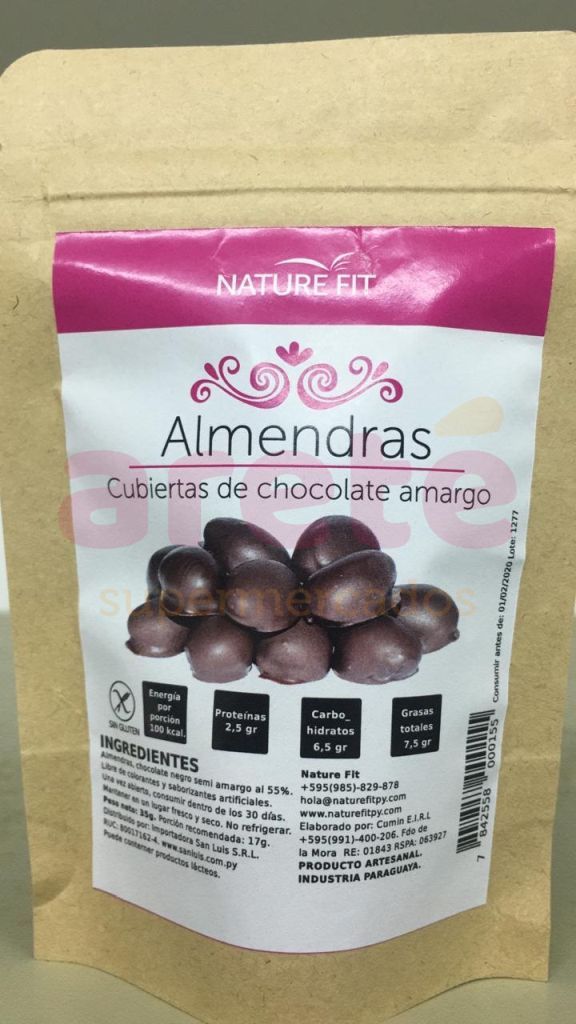 NATURE FIT
Almendras
Cubiertas de chocolate amargo
areté
supermercados
Consumir antes de: 01/02/2020 Lote: 1277
SIN GLUTEN
Energía
por
porción
100 kcal.
Proteínas
2,5 gr
Carbo_
hidratos
6,5 gr
Grasas
totales
7,5 gr
INGREDIENTES
Almendras, chocolate negro semi amargo al 55%.
Libre de colorantes y saborizantes artificiales.
Una vez abierto, consumir dentro de los 30 días.
Mantener en un lugar fresco y seco. No refrigerar.
Peso neto: 35g. Porción recomendada: 17g.
Distribuido por: Importadora San Luis S.R.L.
RUC: 80017162-4. www.sanluis.com.py
Puede contener productos lácteos.
Nature Fit
+595(985)-829-878
hola@naturefitpy.com
www.naturefitpy.com
Elaborado por: Cumin E.I.R.L
+595(991)-400-206. Fdo de
la Mora RE: 01843 RSPA: 063927
PRODUCTO ARTESANAL.
INDUSTRIA PARAGUAYA.
7 842558 000155